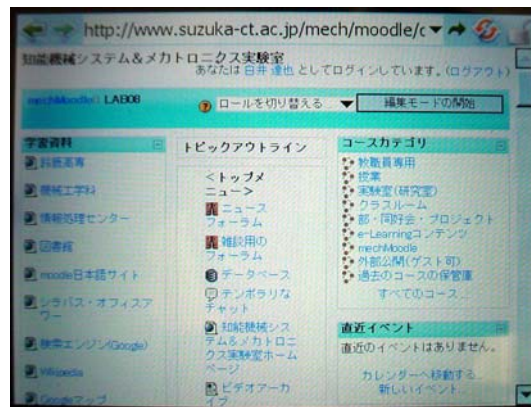 http://www.suzuka-ct.ac.jp/mech/moodle/c
知能機械システム＆メカトロニクス実験室
あなたは 白井 達也 としてログインしています。(ログアウト)
mechMoodle LAB08
ロールを切り替える
編集モードの開始
学習資料
鈴鹿高専
機械工学科
情報処理センター
図書館
moodle日本語サイト
シラバス・オフィスア
ワー
検索エンジン(Google)
Wikipedia
Googleマップ
トピックアウトライン
<トップメ
ニュー>
ニュース
フォーラム
雑談用の
フォーラム
データベース
テンポラリな
チャット
知能機械シス
テム＆メカトロニ
クス実験室ホーム
ページ
ビデオアーカ
イブ
コースカテゴリ
教職員専用
授業
実験室(研究室)
クラスルーム
部・同好会・プロジェクト
e-Learningコンテンツ
mechMoodle
外部公開(ゲスト可)
過去のコースの保管庫
すべてのコース...
直近イベント
直近のイベントはありません。
カレンダーへ移動する...
新しいイベント...